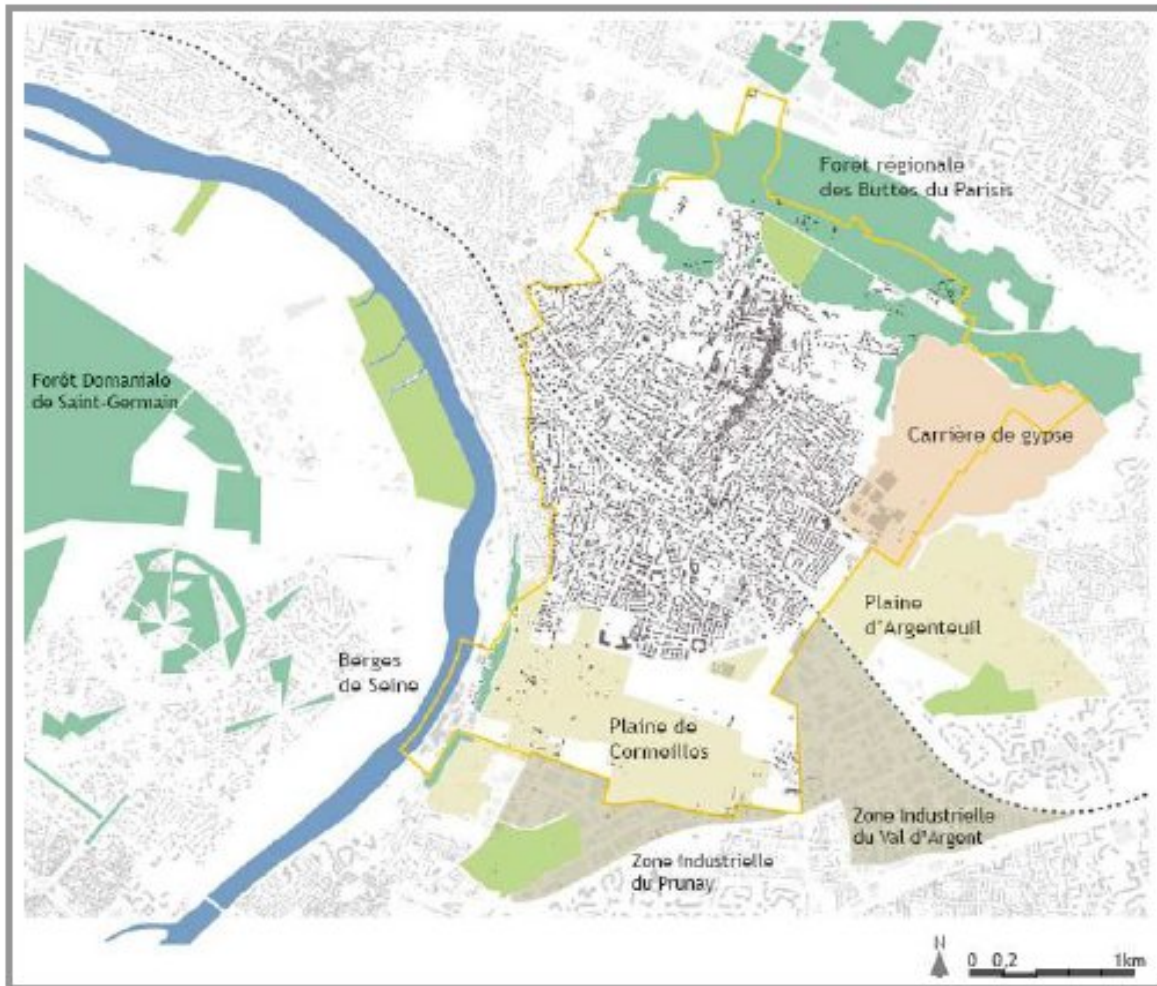 Forêt régionale
des Buttes du Parisis
Forêt Domaniale
de Saint-Germain
Carrière de gypse
Plaine
d'Argenteuil
Berges
de Seine
Plaine de
Cormeilles
Zone Industrielle
du Val d'Argent
Zone Industrielle
du Prunay
N
0 0,2 1km